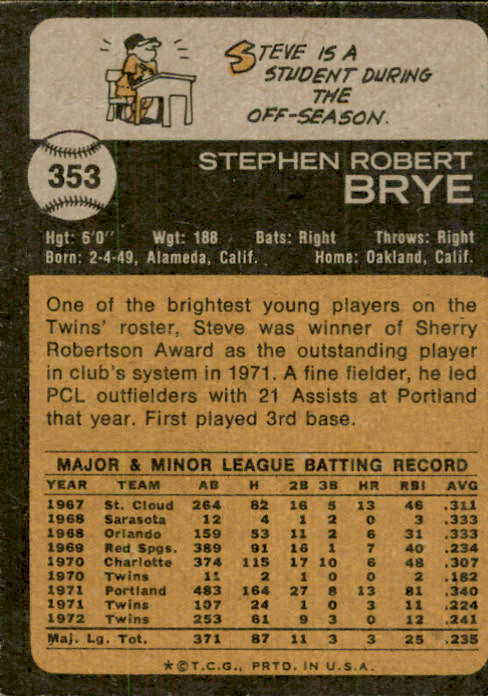 STEVE IS A
STUDENT DURING
THE
OFF-SEASON.
353
STEPHEN ROBERT
BRYE
Hgt: 6'0" Wgt: 188 Bats: Right Throws: Right
Born: 2-4-49, Alameda, Calif. Home: Oakland, Calif.
One of the brightest young players on the
Twins' roster, Steve was winner of Sherry
Robertson Award as the outstanding player
in club's system in 1971. A fine fielder, he led
PCL outfielders with 21 Assists at Portland
that year. First played 3rd base.
MAJOR & MINOR LEAGUE BATTING RECORD
YEAR TEAM AB H 2B 3B HR RBI AVG
1967 St. Cloud 264 82 16 5 13 46 .311
1968 Sarasota 12 4 1 2 0 3 .333
1968 Orlando 159 53 11 2 6 31 .333
1969 Red Spgs. 389 91 16 1 7 40 .234
1970 Charlotte 374 115 17 10 6 48 .307
1970 Twins 11 2 1 0 0 2 .182
1971 Portland 483 164 27 8 13 81 .340
1971 Twins 107 24 1 0 3 11 .224
1972 Twins 253 61 9 3 0 12 .241
Maj. Lg. Tot. 371 87 11 3 3 25 .235
*©T.C.G., PRTD. IN U.S.A.